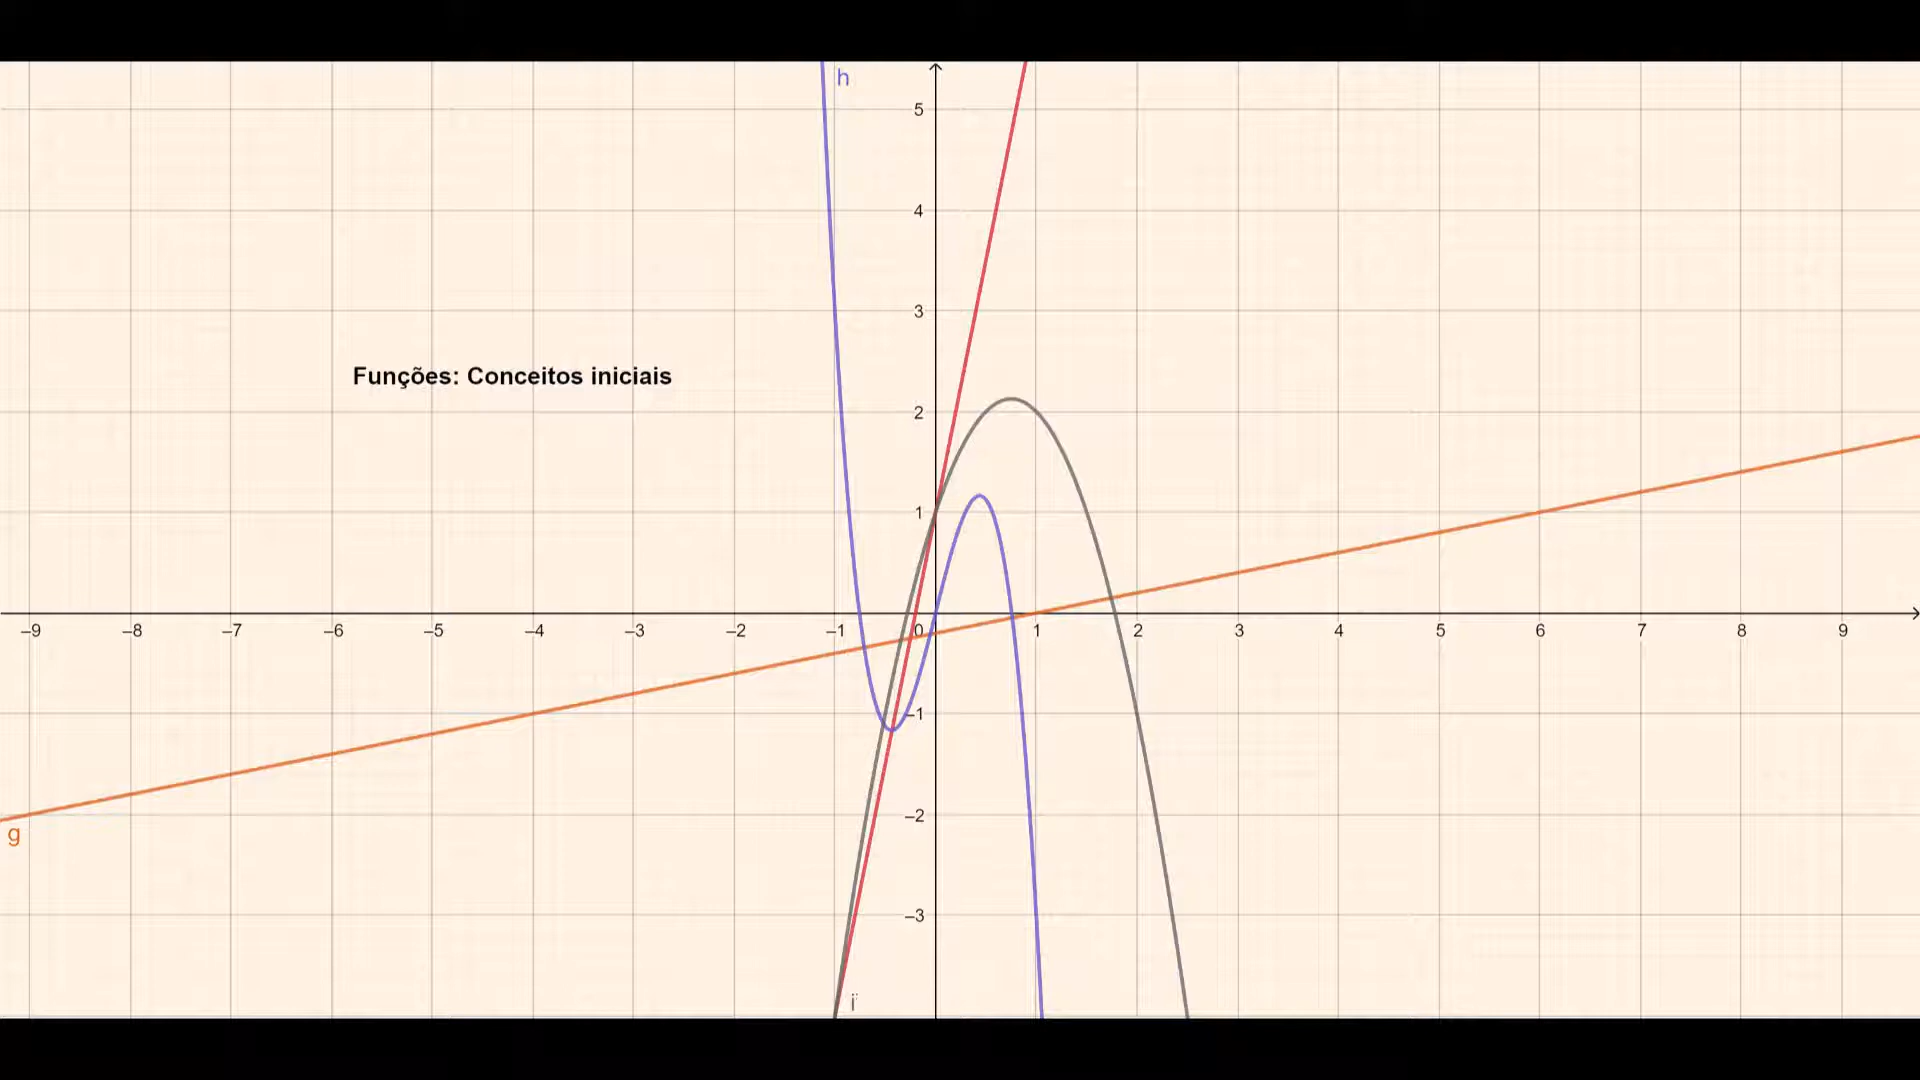 h
5
4
3
Funções: Conceitos iniciais
2
1
–9 –8 –7 –6 –5 –4 –3 –2 –1 0 1 2 3 4 5 6 7 8 9
–1
–2
g
–3